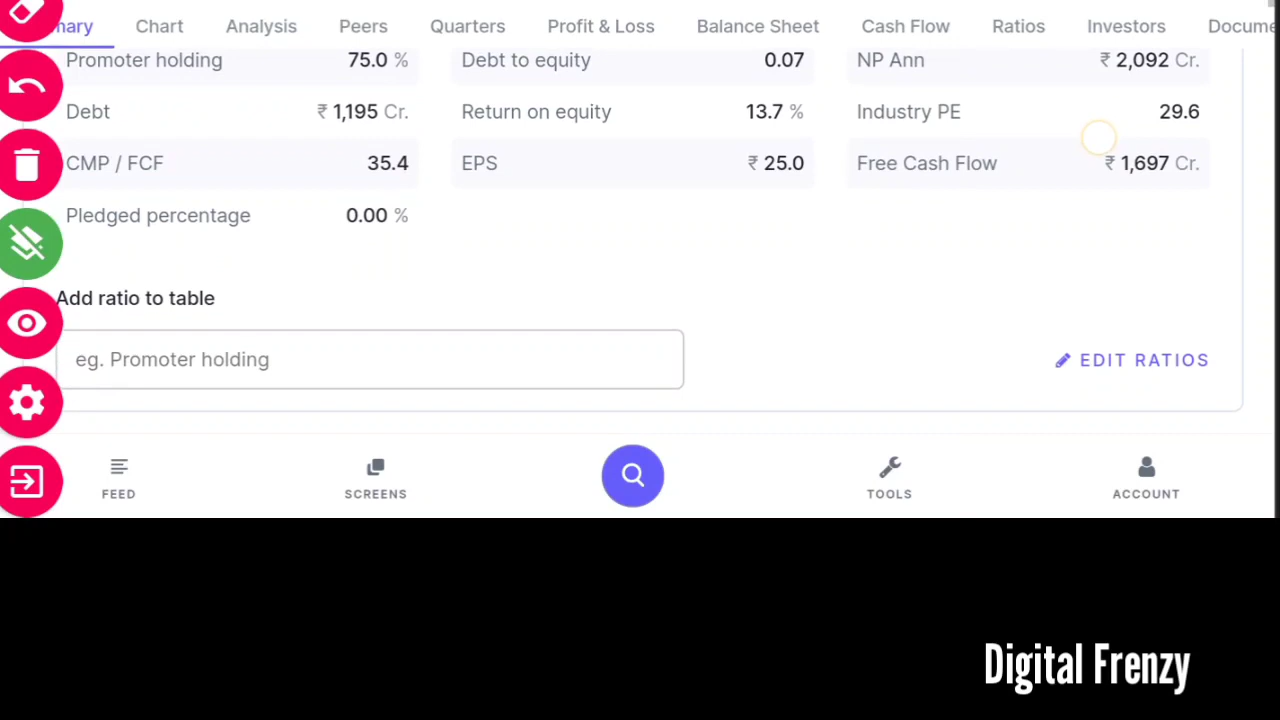 mary Chart Analysis Peers Quarters Profit & Loss Balance Sheet Cash Flow Ratios Investors Docume
Promoter holding 75.0 % Debt to equity 0.07 NP Ann ₹ 2,092 Cr.
Debt ₹ 1,195 Cr. Return on equity 13.7 % Industry PE 29.6
CMP / FCF 35.4 EPS ₹ 25.0 Free Cash Flow ₹ 1,697 Cr.
Pledged percentage 0.00 %
Add ratio to table
eg. Promoter holding EDIT RATIOS
FEED SCREENS TOOLS ACCOUNT
Digital Frenzy